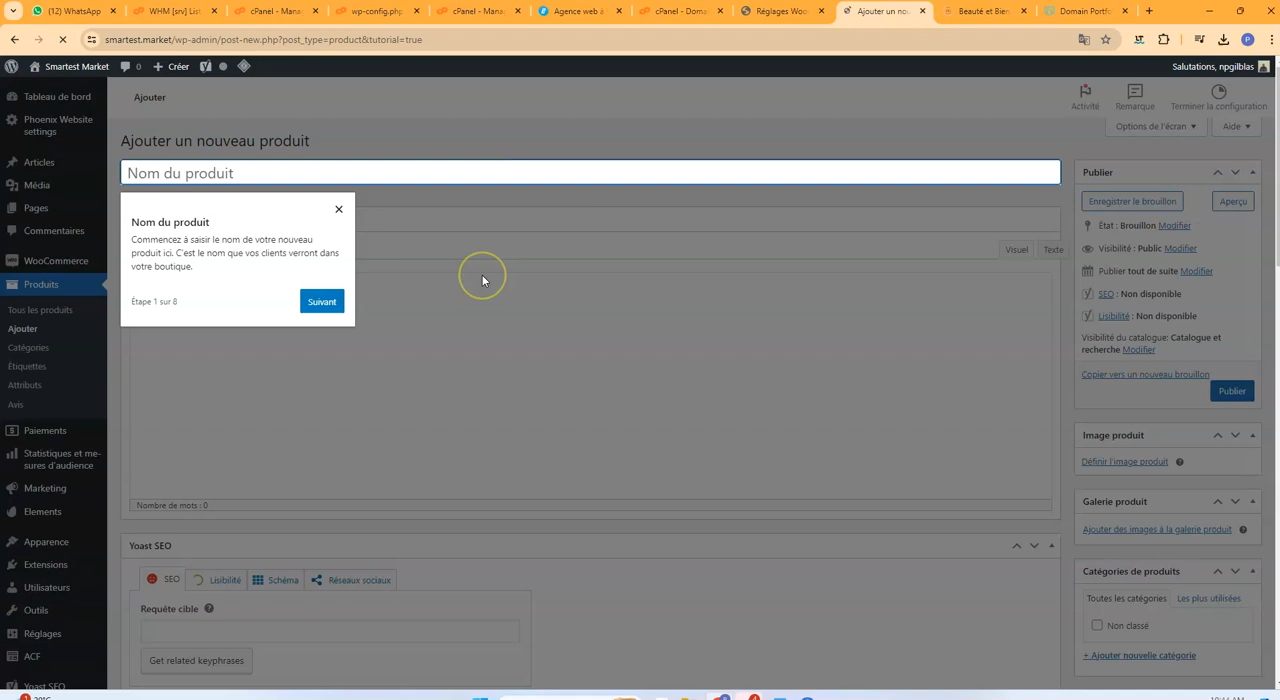 (12) WhatsApp
WHM [srv] List
cPanel - Mana
wp-config.php
cPanel - Mana
Agence web à
cPanel - Doma
Réglages Woo
Ajouter un nou
Beauté et Bien
Domain Portfo
smartest.market/wp-admin/post-new.php?post_type=product&tutorial=true
Smartest Market
0
Créer
Salutations, npgilblas
Tableau de bord
Phoenix Website
settings
Articles
Média
Pages
Commentaires
WooCommerce
Produits
Tous les produits
Ajouter
Catégories
Étiquettes
Attributs
Avis
Paiements
Statistiques et me-
sures d'audience
Marketing
Elements
Apparence
Extensions
Utilisateurs
Outils
Réglages
ACF
Yoast SEO
Ajouter
Activité
Remarque
Terminer la configuration
Options de l'écran
Aide
Ajouter un nouveau produit
Nom du produit
Nom du produit
Commencez à saisir le nom de votre nouveau
produit ici. C'est le nom que vos clients verront dans
votre boutique.
Étape 1 sur 8
Suivant
Visuel
Texte
Nombre de mots : 0
Yoast SEO
SEO
Lisibilité
Schéma
Réseaux sociaux
Requête cible
Get related keyphrases
Publier
Enregistrer le brouillon
Aperçu
État : Brouillon Modifier
Visibilité : Public Modifier
Publier tout de suite Modifier
SEO : Non disponible
Lisibilité : Non disponible
Visibilité du catalogue: Catalogue et
recherche Modifier
Copier vers un nouveau brouillon
Publier
Image produit
Définir l'image produit
Galerie produit
Ajouter des images à la galerie produit
Catégories de produits
Toutes les catégories
Les plus utilisées
Non classé
+ Ajouter nouvelle catégorie